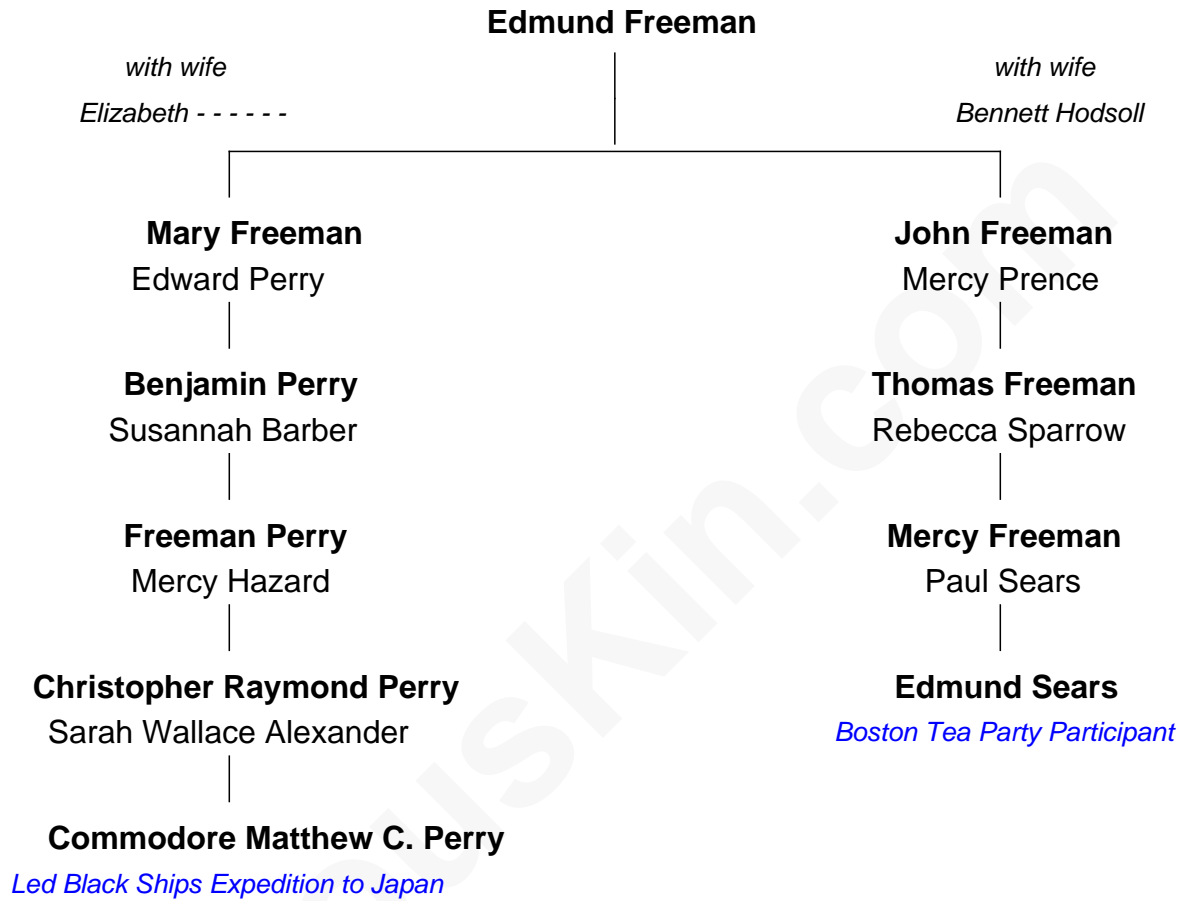 Edmund Freeman
with wife
with wife
Elizabeth - - - - - -
Bennett Hodsoll
Mary Freeman
John Freeman
Edward Perry
Mercy Prence
Benjamin Perry
Thomas Freeman
Susannah Barber
Rebecca Sparrow
Freeman Perry
Mercy Freeman
Mercy Hazard
Paul Sears
Christopher Raymond Perry
Edmund Sears
Sarah Wallace Alexander
Boston Tea Party Participant
Commodore Matthew C. Perry
Led Black Ships Expedition to Japan
ousKin.com